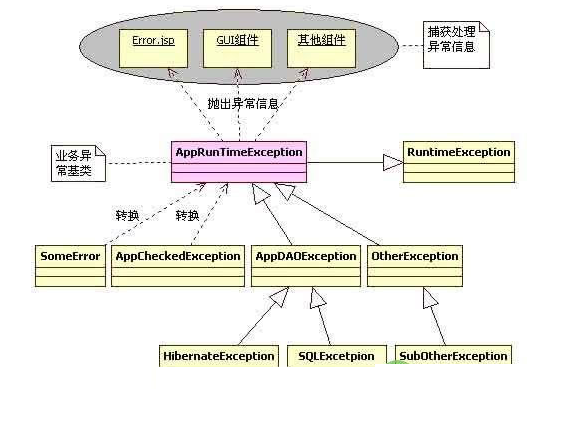 Error.jsp
GUI组件
其他组件
捕获处理
异常信息
抛出异常信息
业务异
常基类
AppRunTimeException
RuntimeException
转换
转换
SomeError
AppCheckedException
AppDAOException
OtherException
HibernateException
SQLExcetpion
SubOtherException